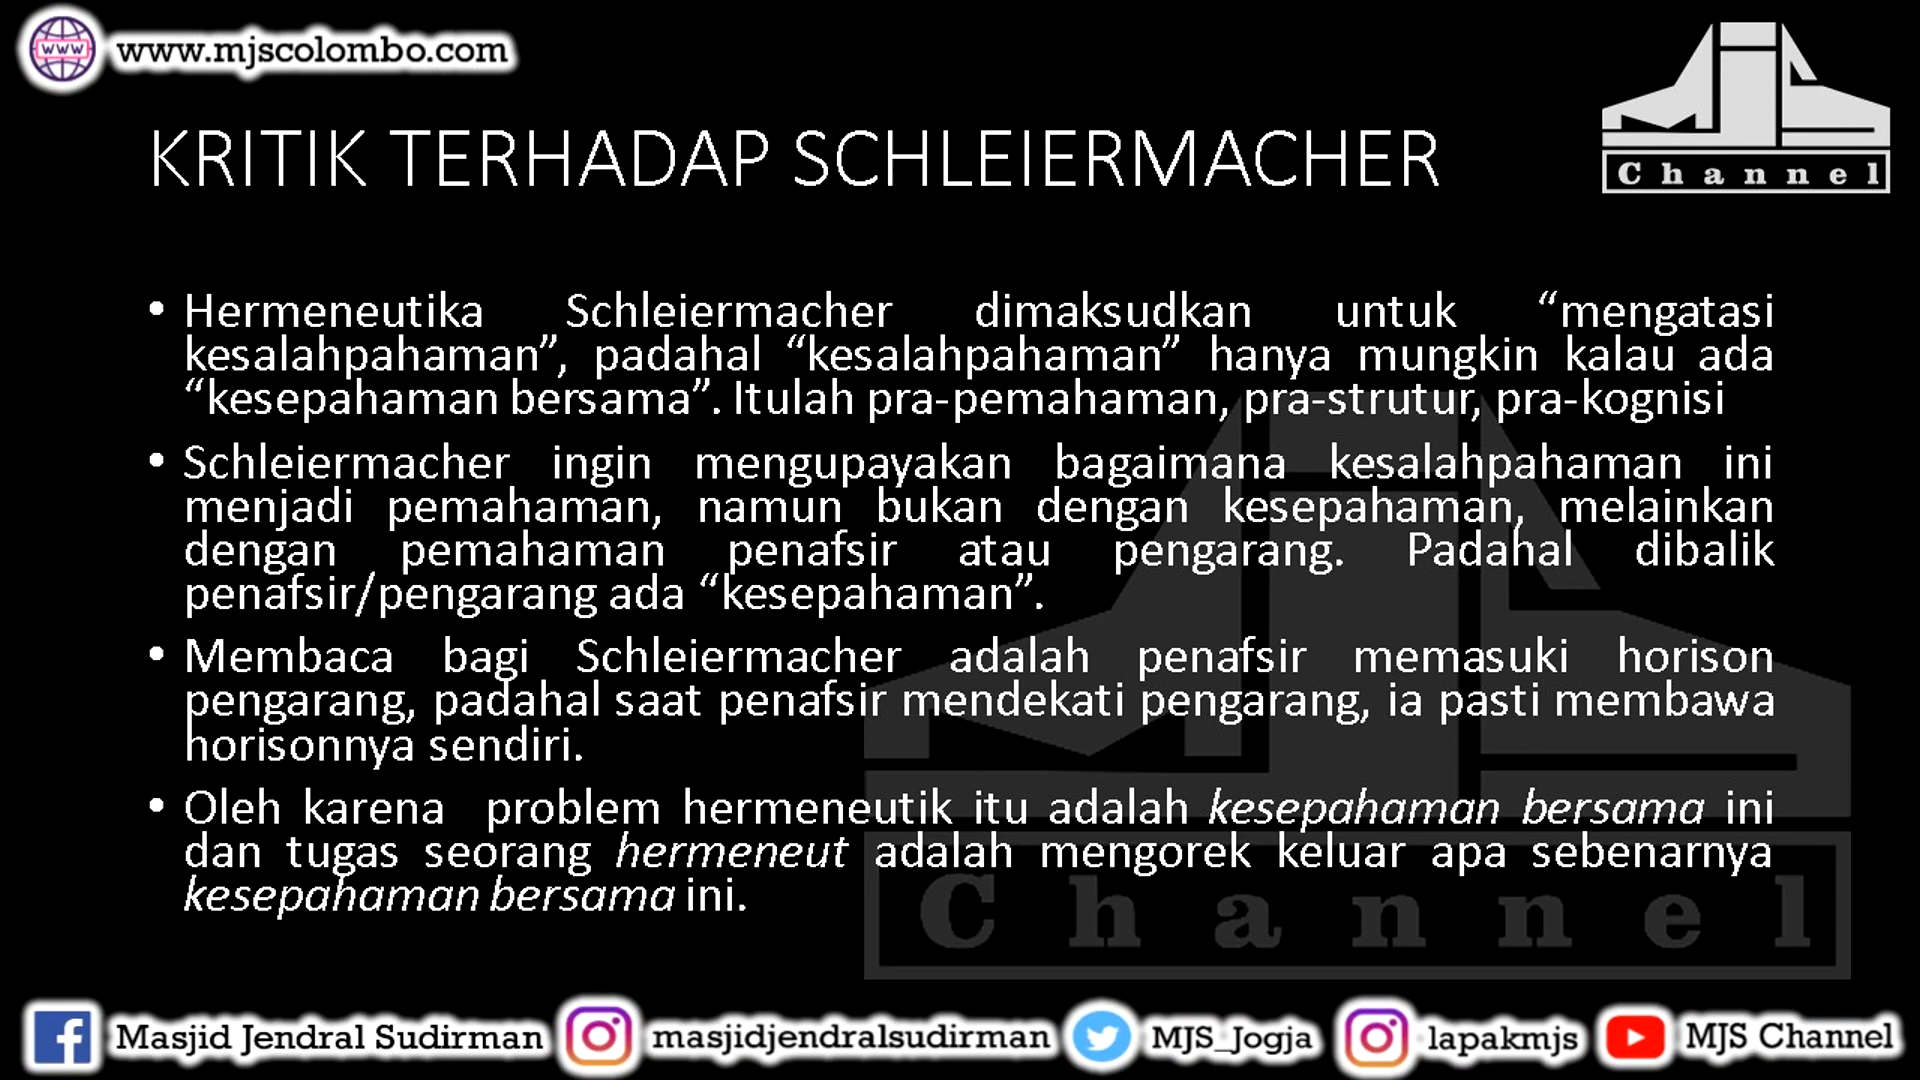 www.mjscolombo.com
MJS
Channel
KRITIK TERHADAP SCHLEIERMACHER
• Hermeneutika Schleiermacher dimaksudkan untuk “mengatasi
kesalahpahaman”, padahal “kesalahpahaman” hanya mungkin kalau ada
“kesepahaman bersama”. Itulah pra-pemahaman, pra-strutur, pra-kognisi
• Schleiermacher ingin mengupayakan bagaimana kesalahpahaman ini
menjadi pemahaman, namun bukan dengan kesepahaman, melainkan
dengan pemahaman penafsir atau pengarang. Padahal dibalik
penafsir/pengarang ada “kesepahaman”.
• Membaca bagi Schleiermacher adalah penafsir memasuki horison
pengarang, padahal saat penafsir mendekati pengarang, ia pasti membawa
horisonnya sendiri.
• Oleh karena problem hermeneutik itu adalah kesepahaman bersama ini
dan tugas seorang hermeneut adalah mengorek keluar apa sebenarnya
kesepahaman bersama ini.
Channel
Masjid Jendral Sudirman masjidjendralsudirman MJS_Jogja lapakmjs MJS Channel